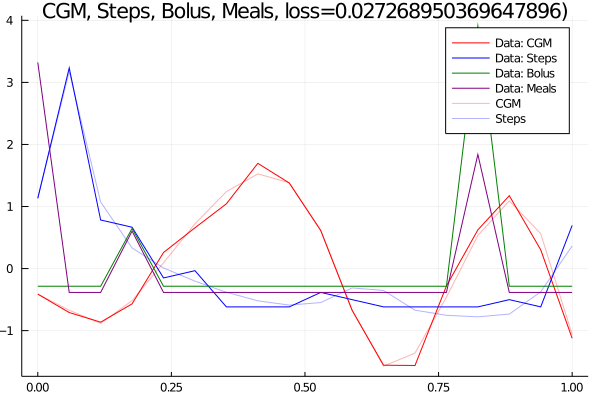 CGM, Steps, Bolus, Meals, loss=0.027268950369647896)
4
3
2
1
0
−1
Data: CGM
Data: Steps
Data: Bolus
Data: Meals
CGM
Steps
0.00 0.25 0.50 0.75 1.00